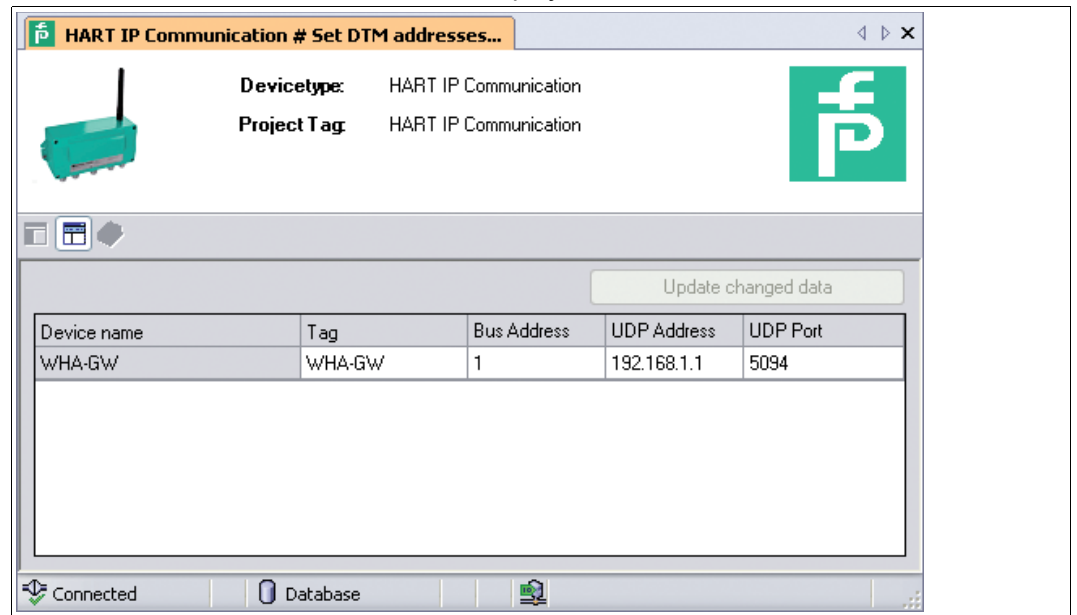 HART IP Communication # Set DTM addresses...
Devicetype: HART IP Communication
Project Tag: HART IP Communication
Update changed data
Device name Tag Bus Address UDP Address UDP Port
WHA-GW WHA-GW 1 192.168.1.1 5094
Connected Database